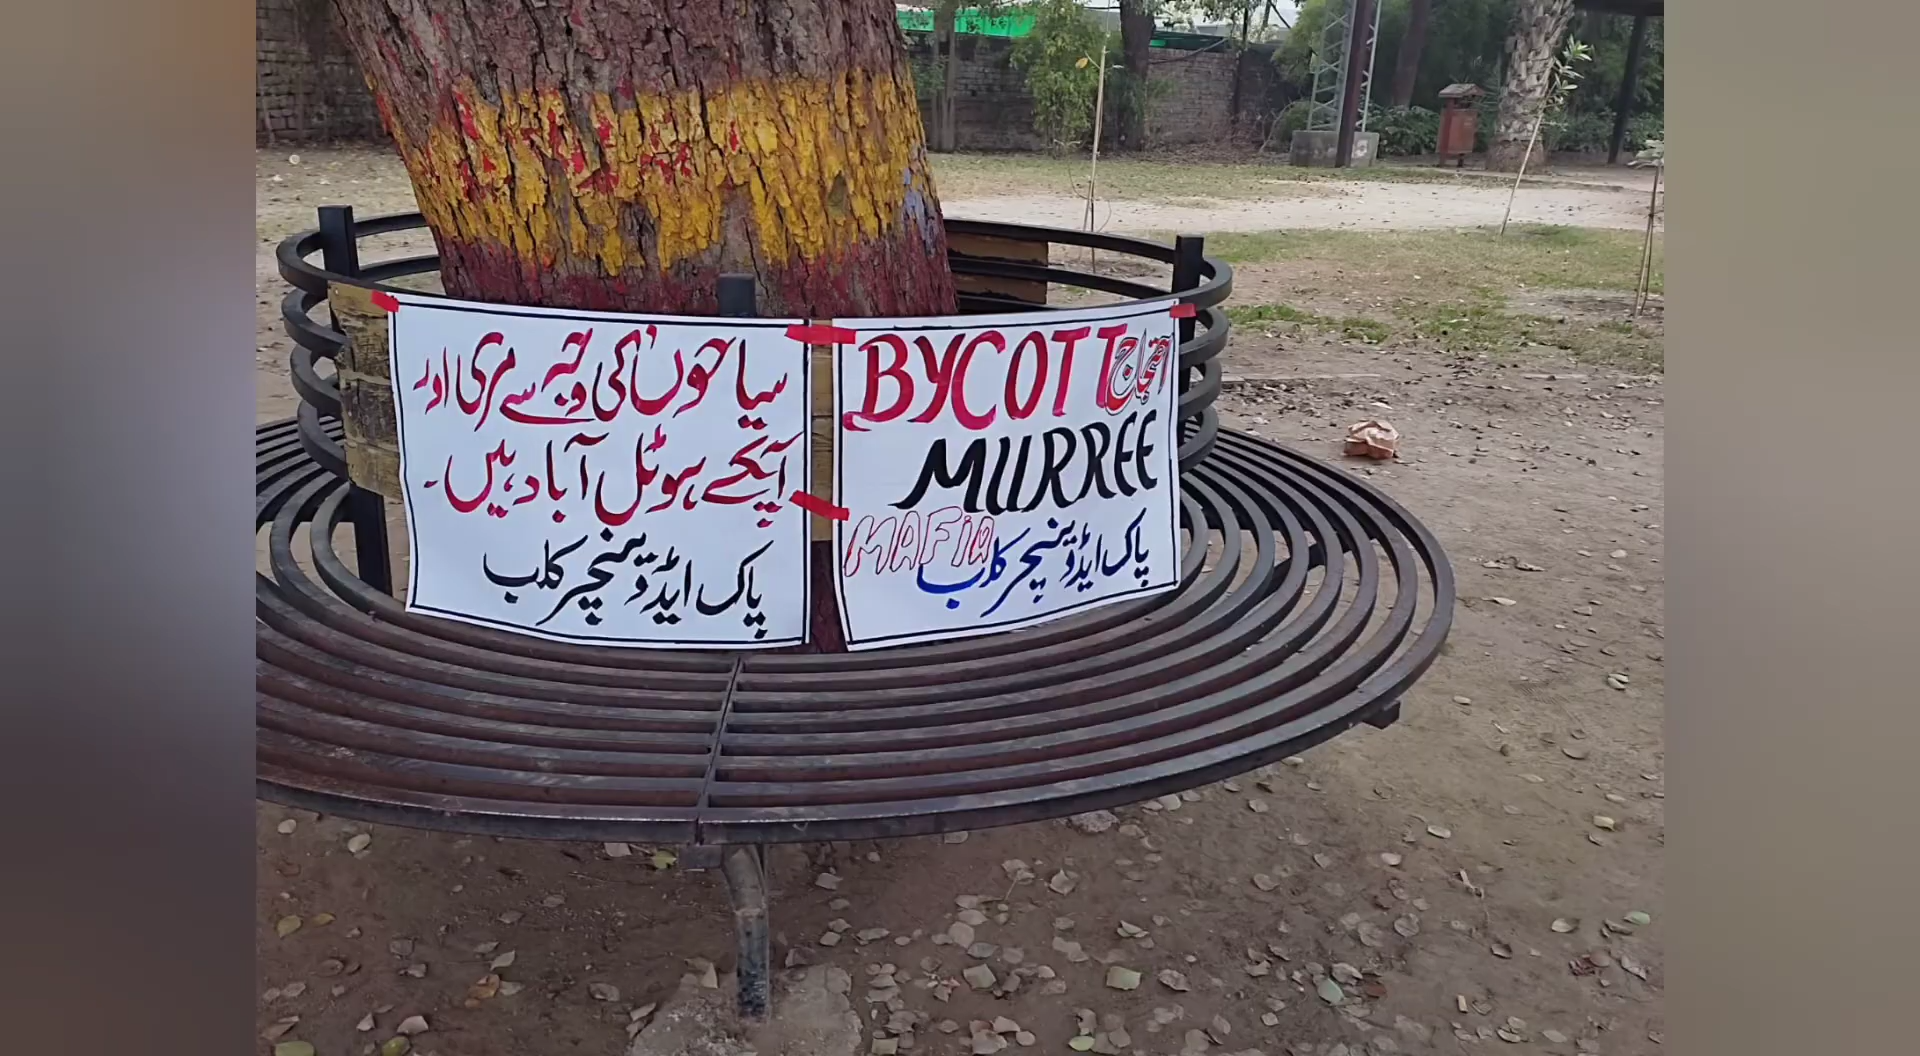 سیاحوں کی وجہ سے مری اور
آپکے ہوٹل آباد ہیں۔
پاک ایڈوینچر کلب
BYCOTT احتجاج
MURREE
MAFIA
پاک ایڈوینچر کلب